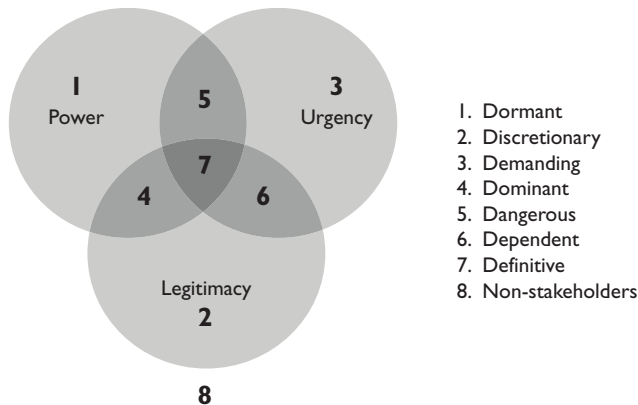 1
Power
5
3
Urgency
7
4
6
Legitimacy
2
8
1. Dormant
2. Discretionary
3. Demanding
4. Dominant
5. Dangerous
6. Dependent
7. Definitive
8. Non-stakeholders